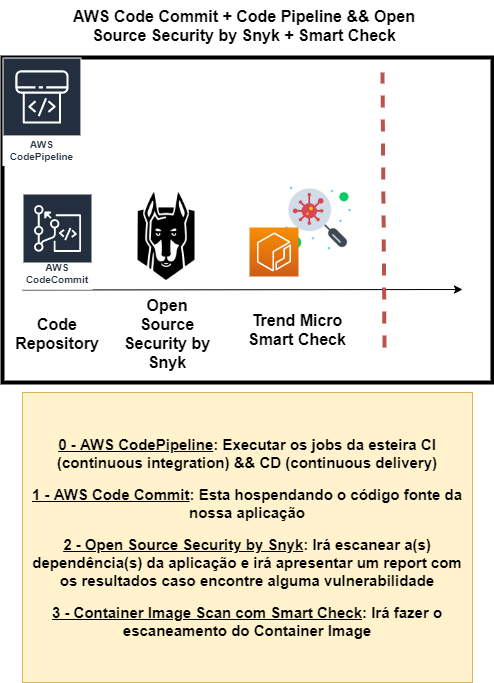 AWS Code Commit + Code Pipeline && Open
Source Security by Snyk + Smart Check
AWS
CodePipeline
AWS
CodeCommit
Code
Repository
Open
Source
Security by
Snyk
Trend Micro
Smart Check
0 - AWS CodePipeline: Executar os jobs da esteira CI
(continuous integration) && CD (continuous delivery)
1 - AWS Code Commit: Esta hospendando o código fonte da
nossa aplicação
2 - Open Source Security by Snyk: Irá escanear a(s)
dependência(s) da aplicação e irá apresentar um report com
os resultados caso encontre alguma vulnerabilidade
3 - Container Image Scan com Smart Check: Irá fazer o
escaneamento do Container Image